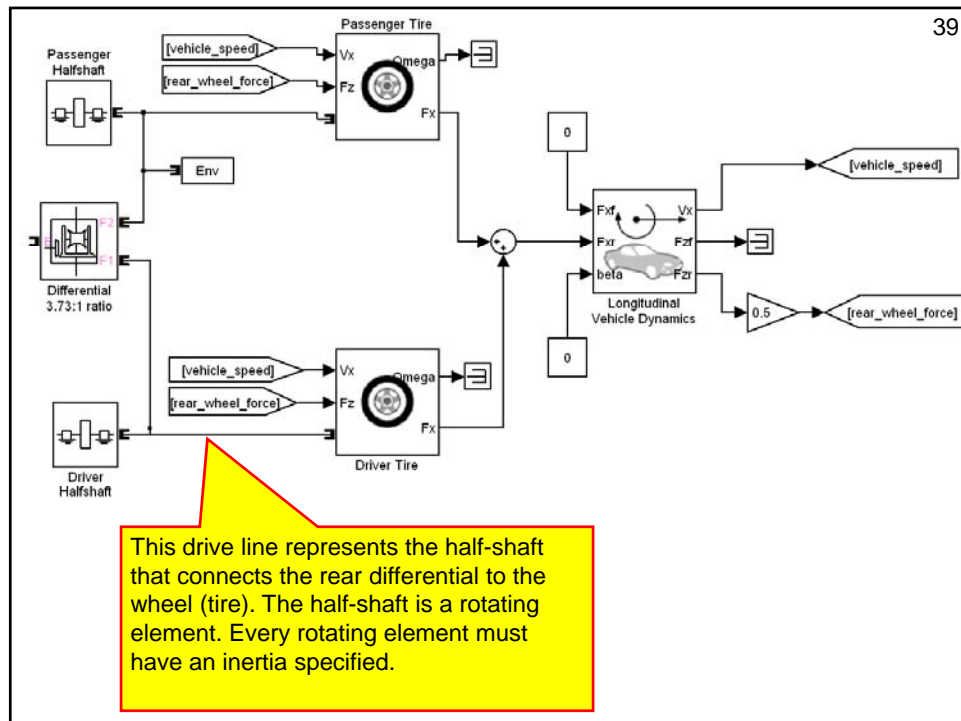 39
Passenger Tire
Passenger
Halfshaft
[vehicle_speed]
[rear_wheel_force]
Vx
Fz
Omega
Fx
Env
0
F2
F1
Differential
3.73:1 ratio
Fxf
Fxr
beta
Vx
Fzf
Fzr
Longitudinal
Vehicle Dynamics
[vehicle_speed]
0.5
[rear_wheel_force]
0
[vehicle_speed]
[rear_wheel_force]
Vx
Fz
Omega
Fx
Driver Tire
Driver
Halfshaft
This drive line represents the half-shaft
that connects the rear differential to the
wheel (tire). The half-shaft is a rotating
element. Every rotating element must
have an inertia specified.